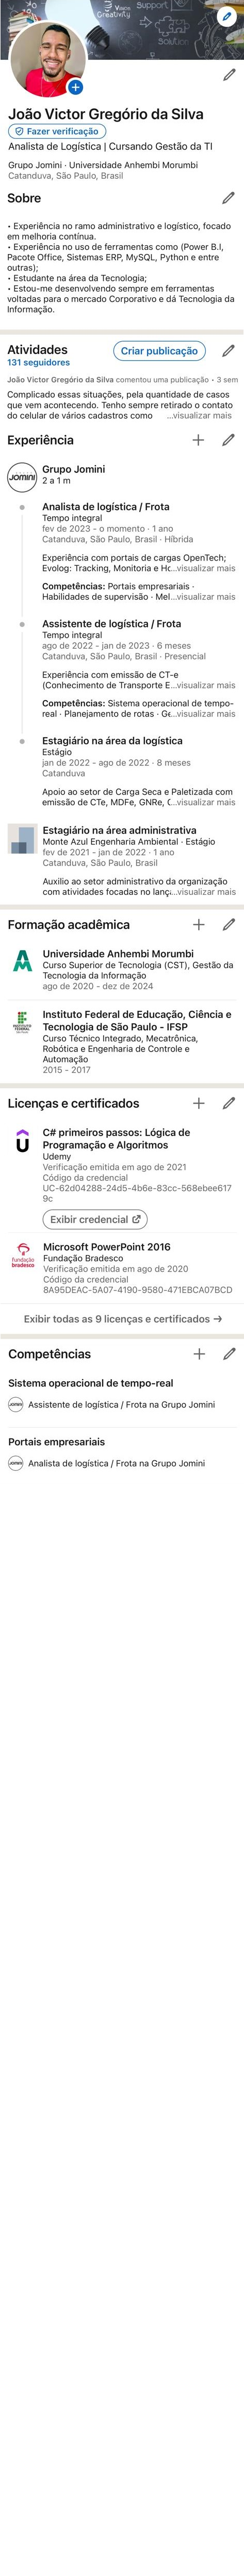 Voice
Support
Creativity
Solution
João Victor Gregório da Silva
Fazer verificação
Analista de Logística | Cursando Gestão da TI
Grupo Jomini · Universidade Anhembi Morumbi
Catanduva, São Paulo, Brasil
Sobre
• Experiência no ramo administrativo e logístico, focado
em melhoria contínua.
• Experiência no uso de ferramentas como (Power B.I,
Pacote Office, Sistemas ERP, MySQL, Python e entre
outras);
• Estudante na área da Tecnologia;
• Estou-me desenvolvendo sempre em ferramentas
voltadas para o mercado Corporativo e dá Tecnologia da
Informação.
Atividades
Criar publicação
131 seguidores
João Victor Gregório da Silva comentou uma publicação • 3 sem
Complicado essas situações, pela quantidade de casos
que vem acontecendo. Tenho sempre retirado o contato
do celular de vários cadastros como ...visualizar mais
Experiência
JOMINI
Grupo Jomini
2 a 1 m
Analista de logística / Frota
Tempo integral
fev de 2023 - o momento · 1 ano
Catanduva, São Paulo, Brasil · Híbrida
Experiência com portais de cargas OpenTech;
Evolog: Tracking, Monitoria e Hc...visualizar mais
Competências: Portais empresariais ·
Habilidades de supervisão · Mel...visualizar mais
Assistente de logística / Frota
Tempo integral
ago de 2022 - jan de 2023 · 6 meses
Catanduva, São Paulo, Brasil · Presencial
Experiência com emissão de CT-e
(Conhecimento de Transporte E...visualizar mais
Competências: Sistema operacional de tempo-
real · Planejamento de rotas · Ge...visualizar mais
Estagiário na área da logística
Estágio
jan de 2022 - ago de 2022 · 8 meses
Catanduva
Apoio ao setor de Carga Seca e Paletizada com
emissão de CTe, MDFe, GNRe, (...visualizar mais
Estagiário na área administrativa
Monte Azul Engenharia Ambiental · Estágio
fev de 2021 - jan de 2022 · 1 ano
Catanduva, São Paulo, Brasil
Auxilio ao setor administrativo da organização
com atividades focadas no lanç...visualizar mais
Formação acadêmica
Universidade Anhembi Morumbi
Curso Superior de Tecnologia (CST), Gestão da
Tecnologia da Informação
ago de 2020 - dez de 2024
INSTITUTO
FEDERAL
São Paulo
Instituto Federal de Educação, Ciência e
Tecnologia de São Paulo - IFSP
Curso Técnico Integrado, Mecatrônica,
Robótica e Engenharia de Controle e
Automação
2015 - 2017
Licenças e certificados
C# primeiros passos: Lógica de
Programação e Algoritmos
Udemy
Verificação emitida em ago de 2021
Código da credencial
UC-62d04288-24d5-4b6e-83cc-568ebee617
9c
Exibir credencial
fundação
bradesco
Microsoft PowerPoint 2016
Fundação Bradesco
Verificação emitida em ago de 2020
Código da credencial
8A95DEAC-5A07-4190-9580-471EBCA07BCD
Exibir todas as 9 licenças e certificados →
Competências
Sistema operacional de tempo-real
JOMINI
Assistente de logística / Frota na Grupo Jomini
Portais empresariais
JOMINI
Analista de logística / Frota na Grupo Jomini